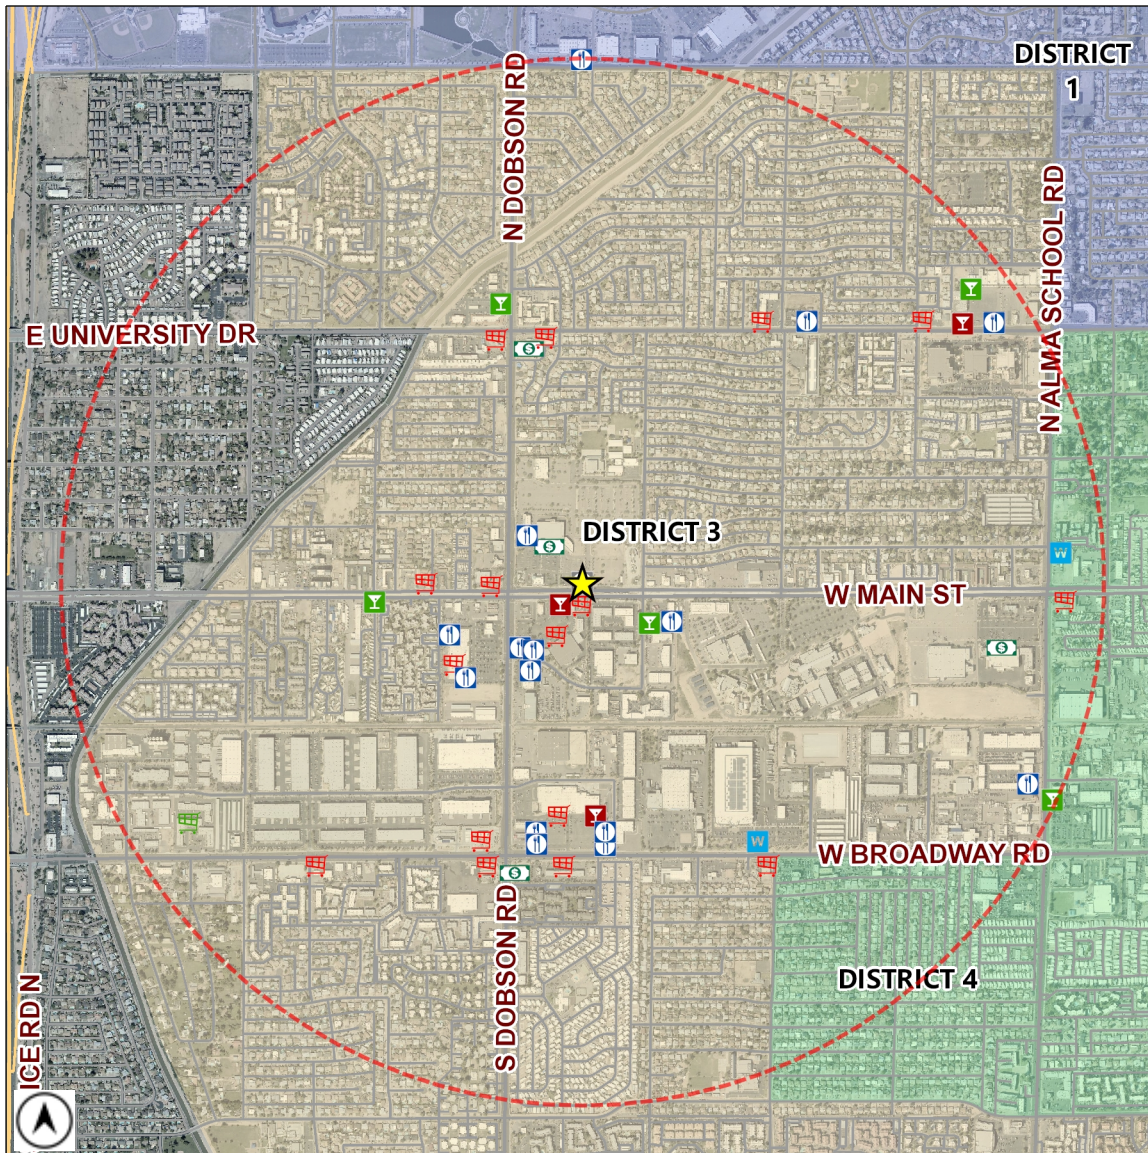 DISTRICT
1
N DOBSON RD
N ALMA SCHOOL RD
E UNIVERSITY DR
$
DISTRICT 3
$
W
W MAIN ST
$
W
W BROADWAY RD
$
S DOBSON RD
DISTRICT 4
ICE RD N